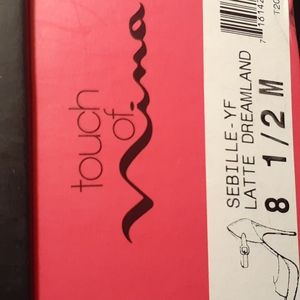 touch
of
Nina
SEBILLE-YF
LATTE DREAMLAND
8 1/2 M